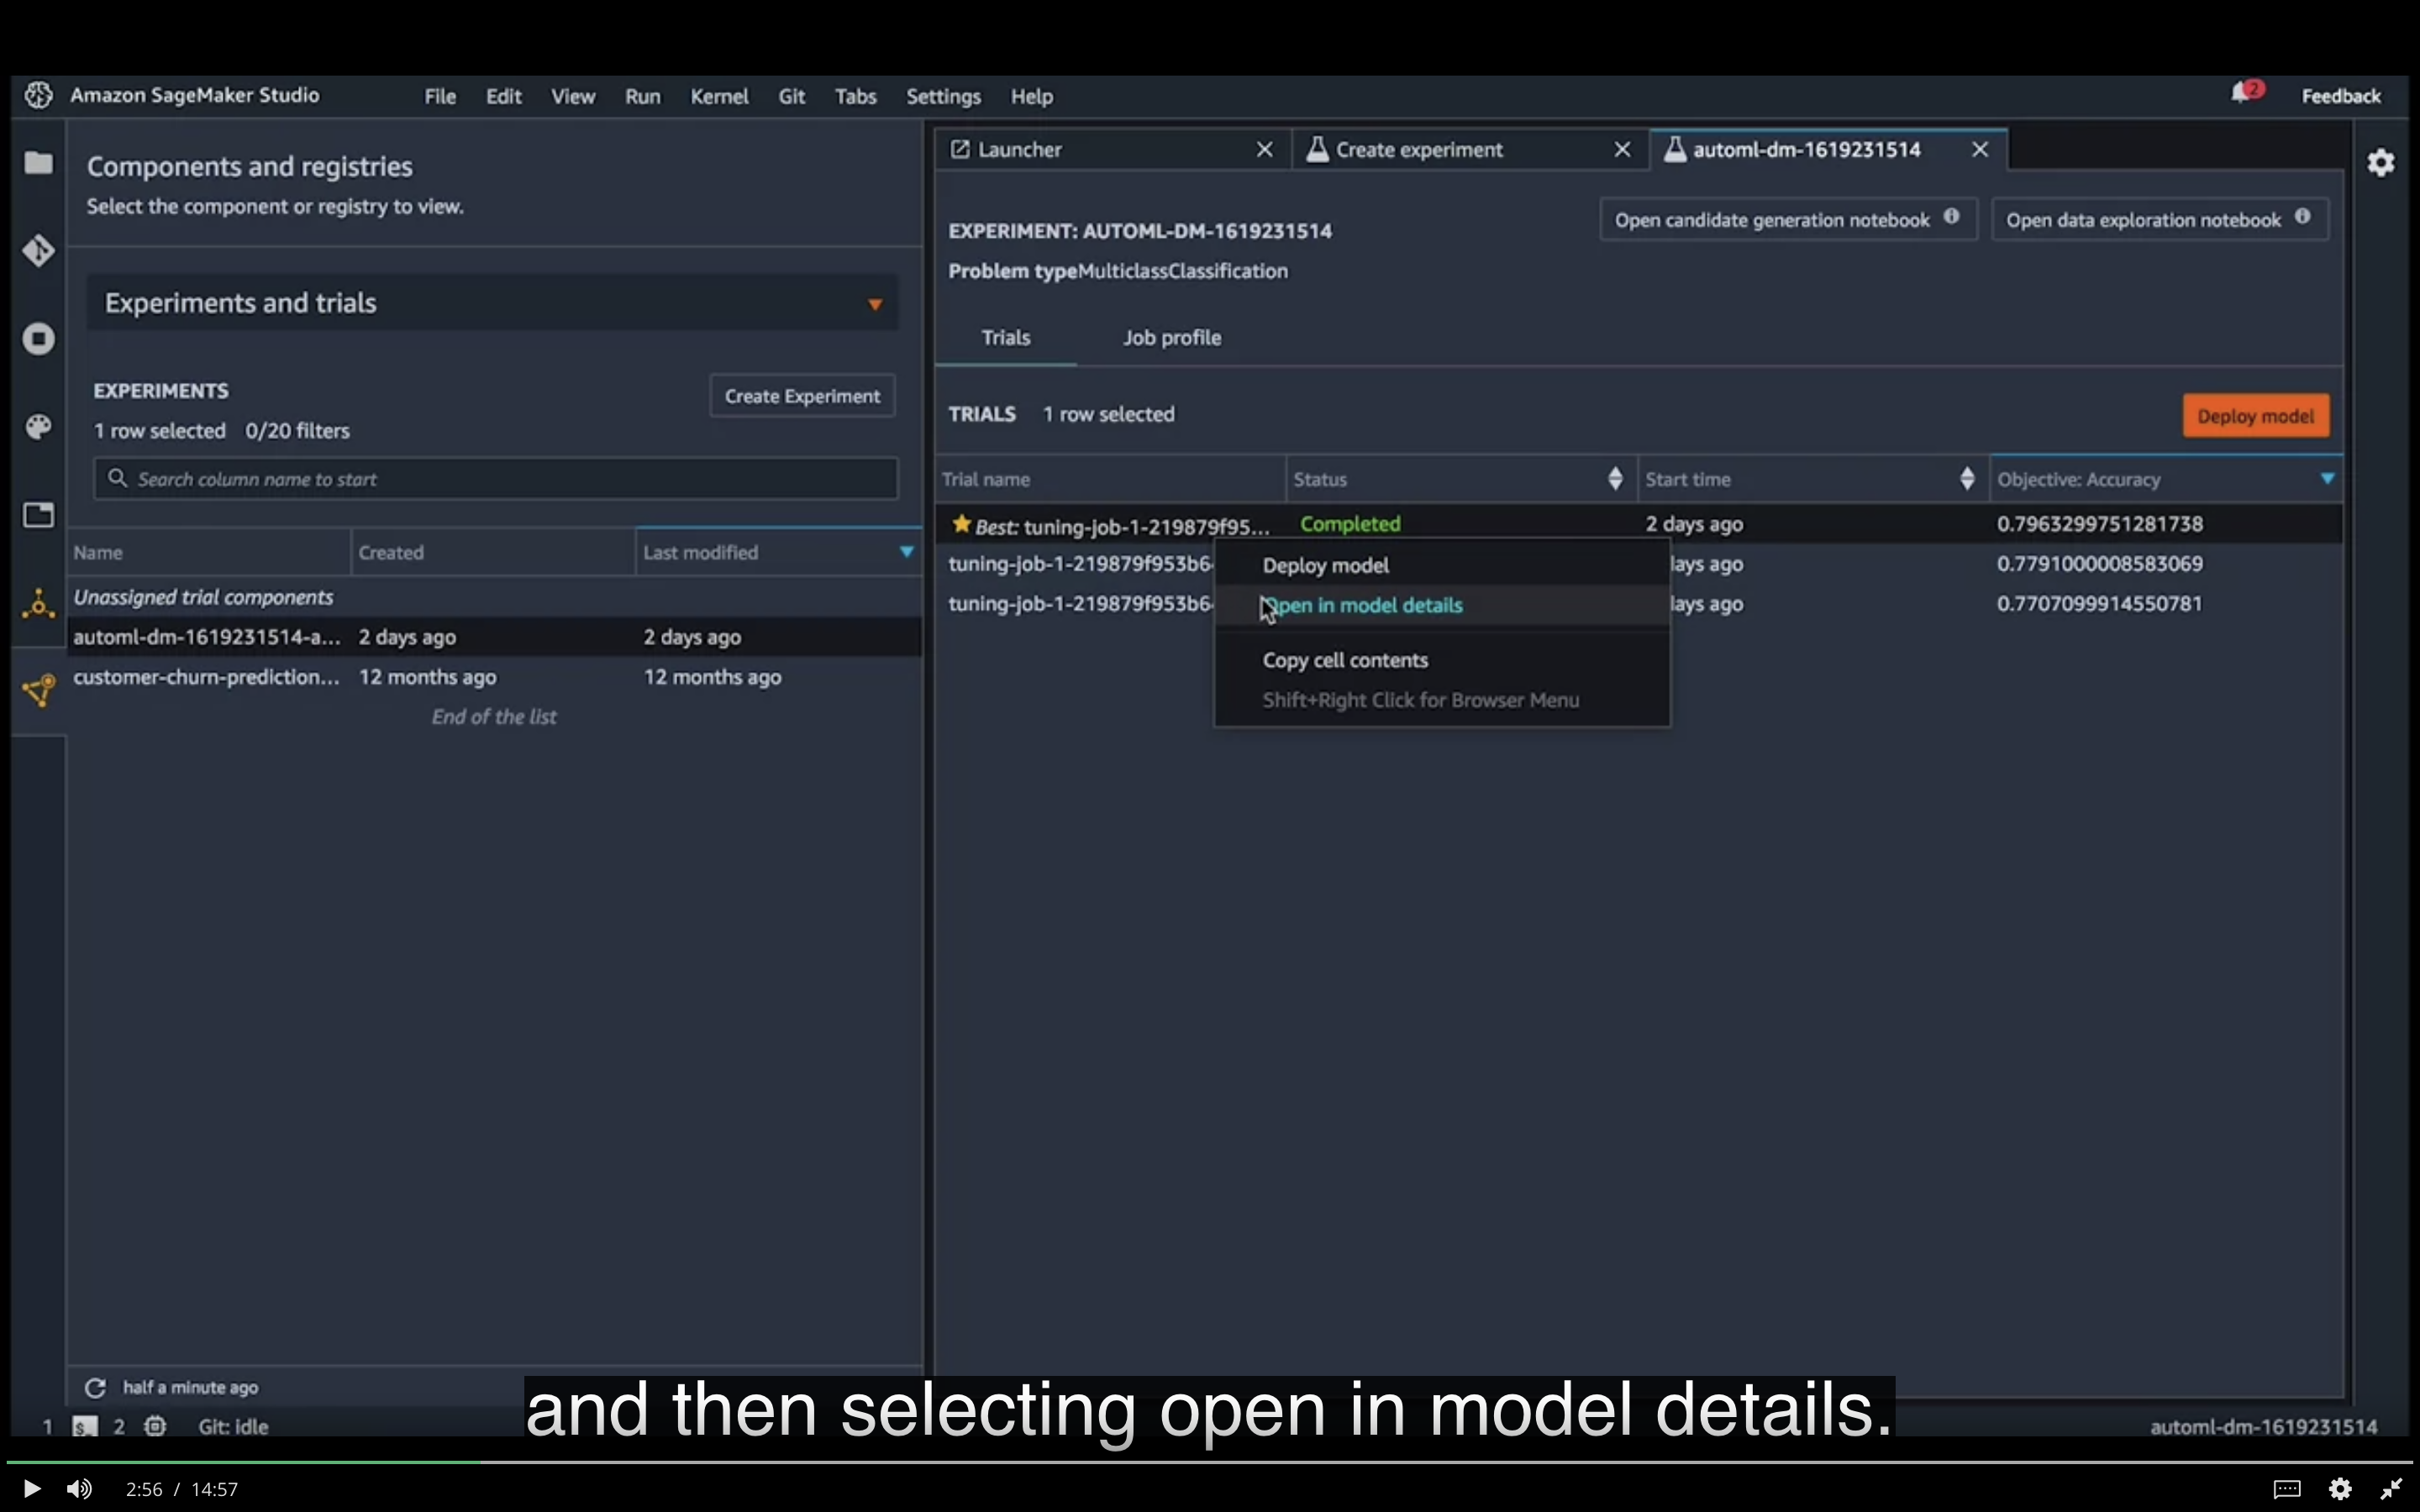 Amazon SageMaker Studio File Edit View Run Kernel Git Tabs Settings Help 2 Feedback
Components and registries
Select the component or registry to view.
Experiments and trials
EXPERIMENTS
Create Experiment
1 row selected 0/20 filters
Search column name to start
Name Created Last modified
Unassigned trial components
automl-dm-1619231514-a... 2 days ago 2 days ago
customer-churn-prediction... 12 months ago 12 months ago
End of the list
half a minute ago
Launcher Create experiment automl-dm-1619231514
Open candidate generation notebook Open data exploration notebook
EXPERIMENT: AUTOML-DM-1619231514
Problem typeMulticlassClassification
Trials Job profile
TRIALS 1 row selected
Deploy model
Trial name Status Start time Objective: Accuracy
Best: tuning-job-1-219879f95... Completed 2 days ago 0.7963299751281738
tuning-job-1-219879f953b6 days ago 0.7791000008583069
tuning-job-1-219879f953b6 days ago 0.7707099914550781
Deploy model
Open in model details
Copy cell contents
Shift+Right Click for Browser Menu
and then selecting open in model details.
1 $_ 2 Git: idle automl-dm-1619231514
2:56 / 14:57